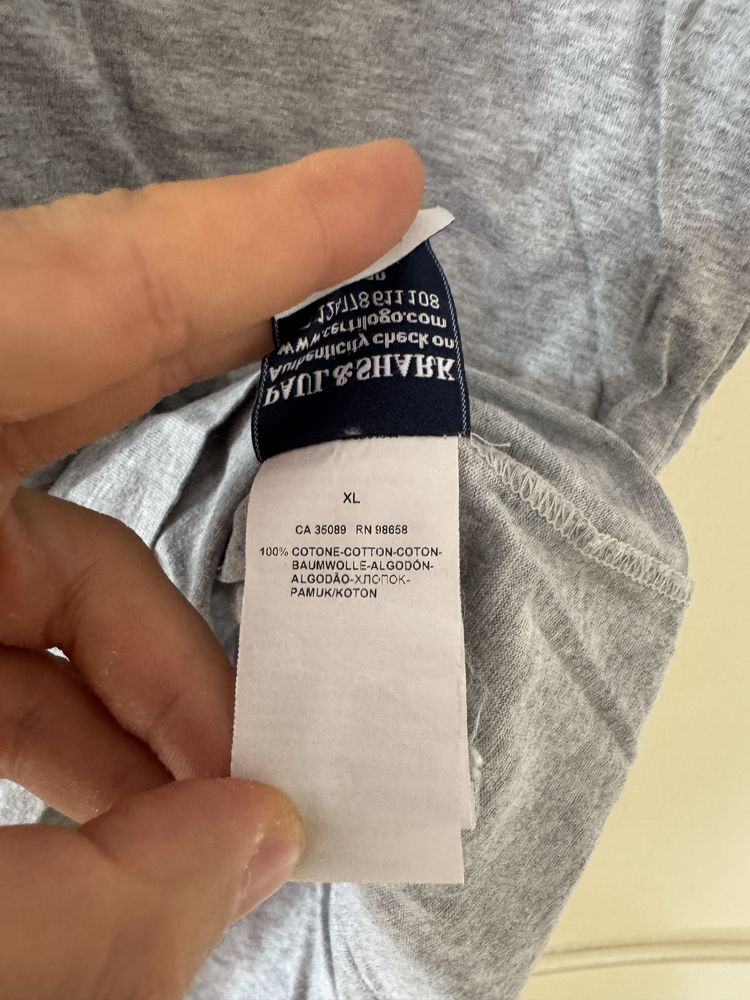 PAUL & SHARK
Authenticity check on
www.certilogo.com
XL
CA 35089 RN 98658
100% COTONE-COTTON-COTON-
BAUMWOLLE-ALGODÓN-
ALGODÃO-ХЛОПОК-
PAMUK/KOTON